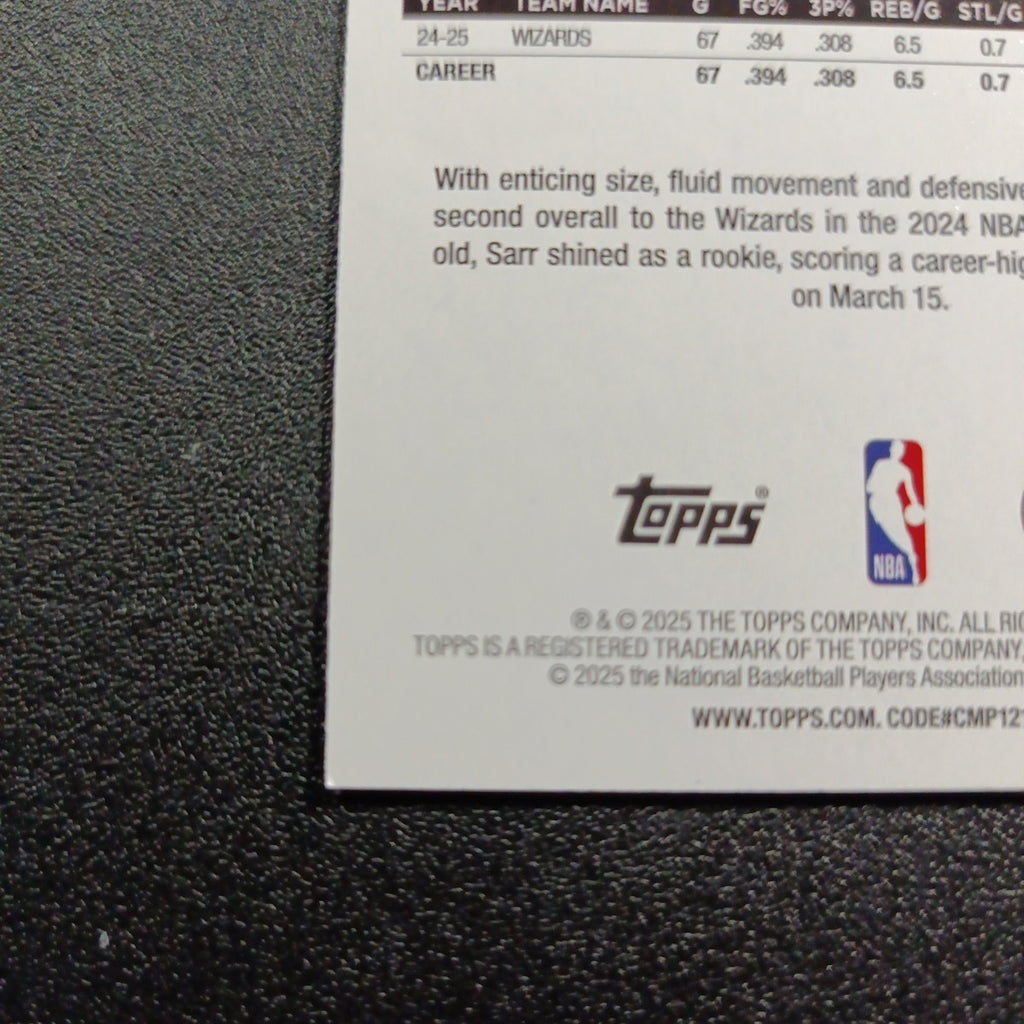 YEAR TEAM NAME G FG% 3P% REB/G STL/G
24-25 WIZARDS 67 .394 .308 6.5 0.7
CAREER 67 .394 .308 6.5 0.7
With enticing size, fluid movement and defensive
second overall to the Wizards in the 2024 NBA
old, Sarr shined as a rookie, scoring a career-hig
on March 15.
Topps®
NBA
® & © 2025 THE TOPPS COMPANY, INC. ALL RIG
TOPPS IS A REGISTERED TRADEMARK OF THE TOPPS COMPANY,
© 2025 the National Basketball Players Association
WWW.TOPPS.COM. CODE#CMP121